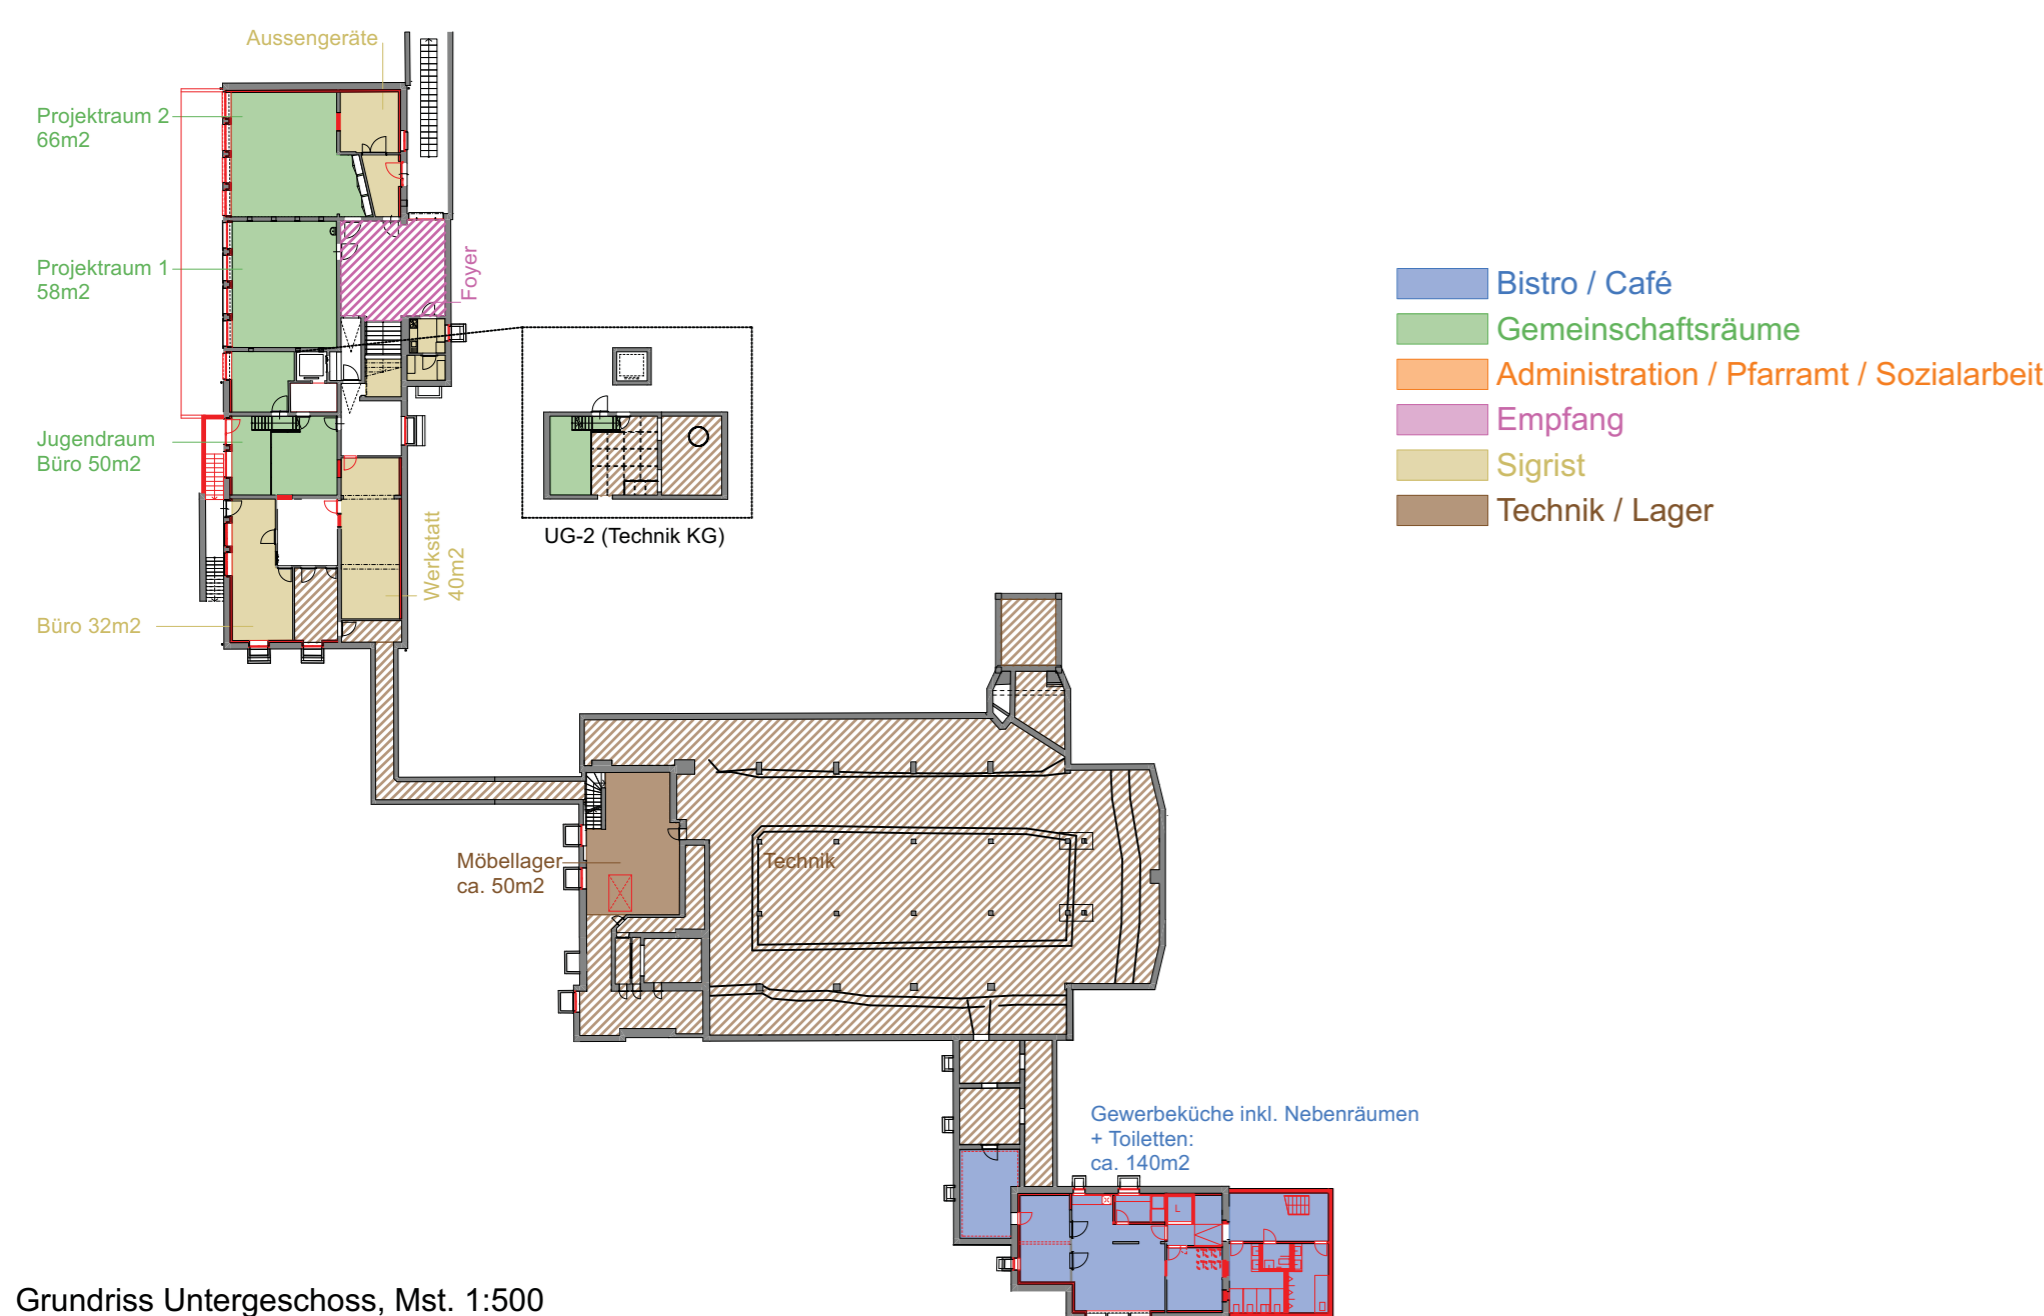 Aussengeräte
Projektraum 2
66m2
Projektraum 1
58m2
Foyer
Jugendraum
Büro 50m2
Werkstatt
40m2
Büro 32m2
UG-2 (Technik KG)
Bistro / Café
Gemeinschaftsräume
Administration / Pfarramt / Sozialarbeit
Empfang
Sigrist
Technik / Lager
Möbellager
ca. 50m2
Technik
Gewerbeküche inkl. Nebenräumen
+ Toiletten:
ca. 140m2
L
Grundriss Untergeschoss, Mst. 1:500